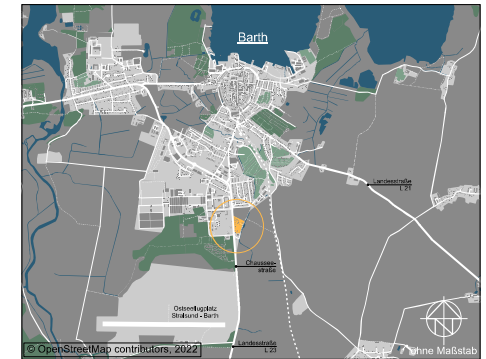 Barth
Landesstraße
L 21
Chaussee-
straße
Ostseeflugplatz
Stralsund - Barth
Landesstraße
L 23
© OpenStreetMap contributors, 2022
Ohne Maßstab